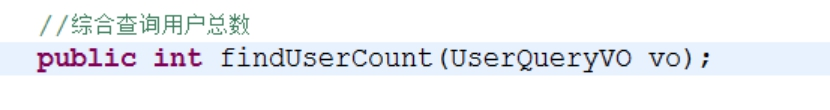 //综合查询用户总数
public int findUserCount(UserQueryVO vo);